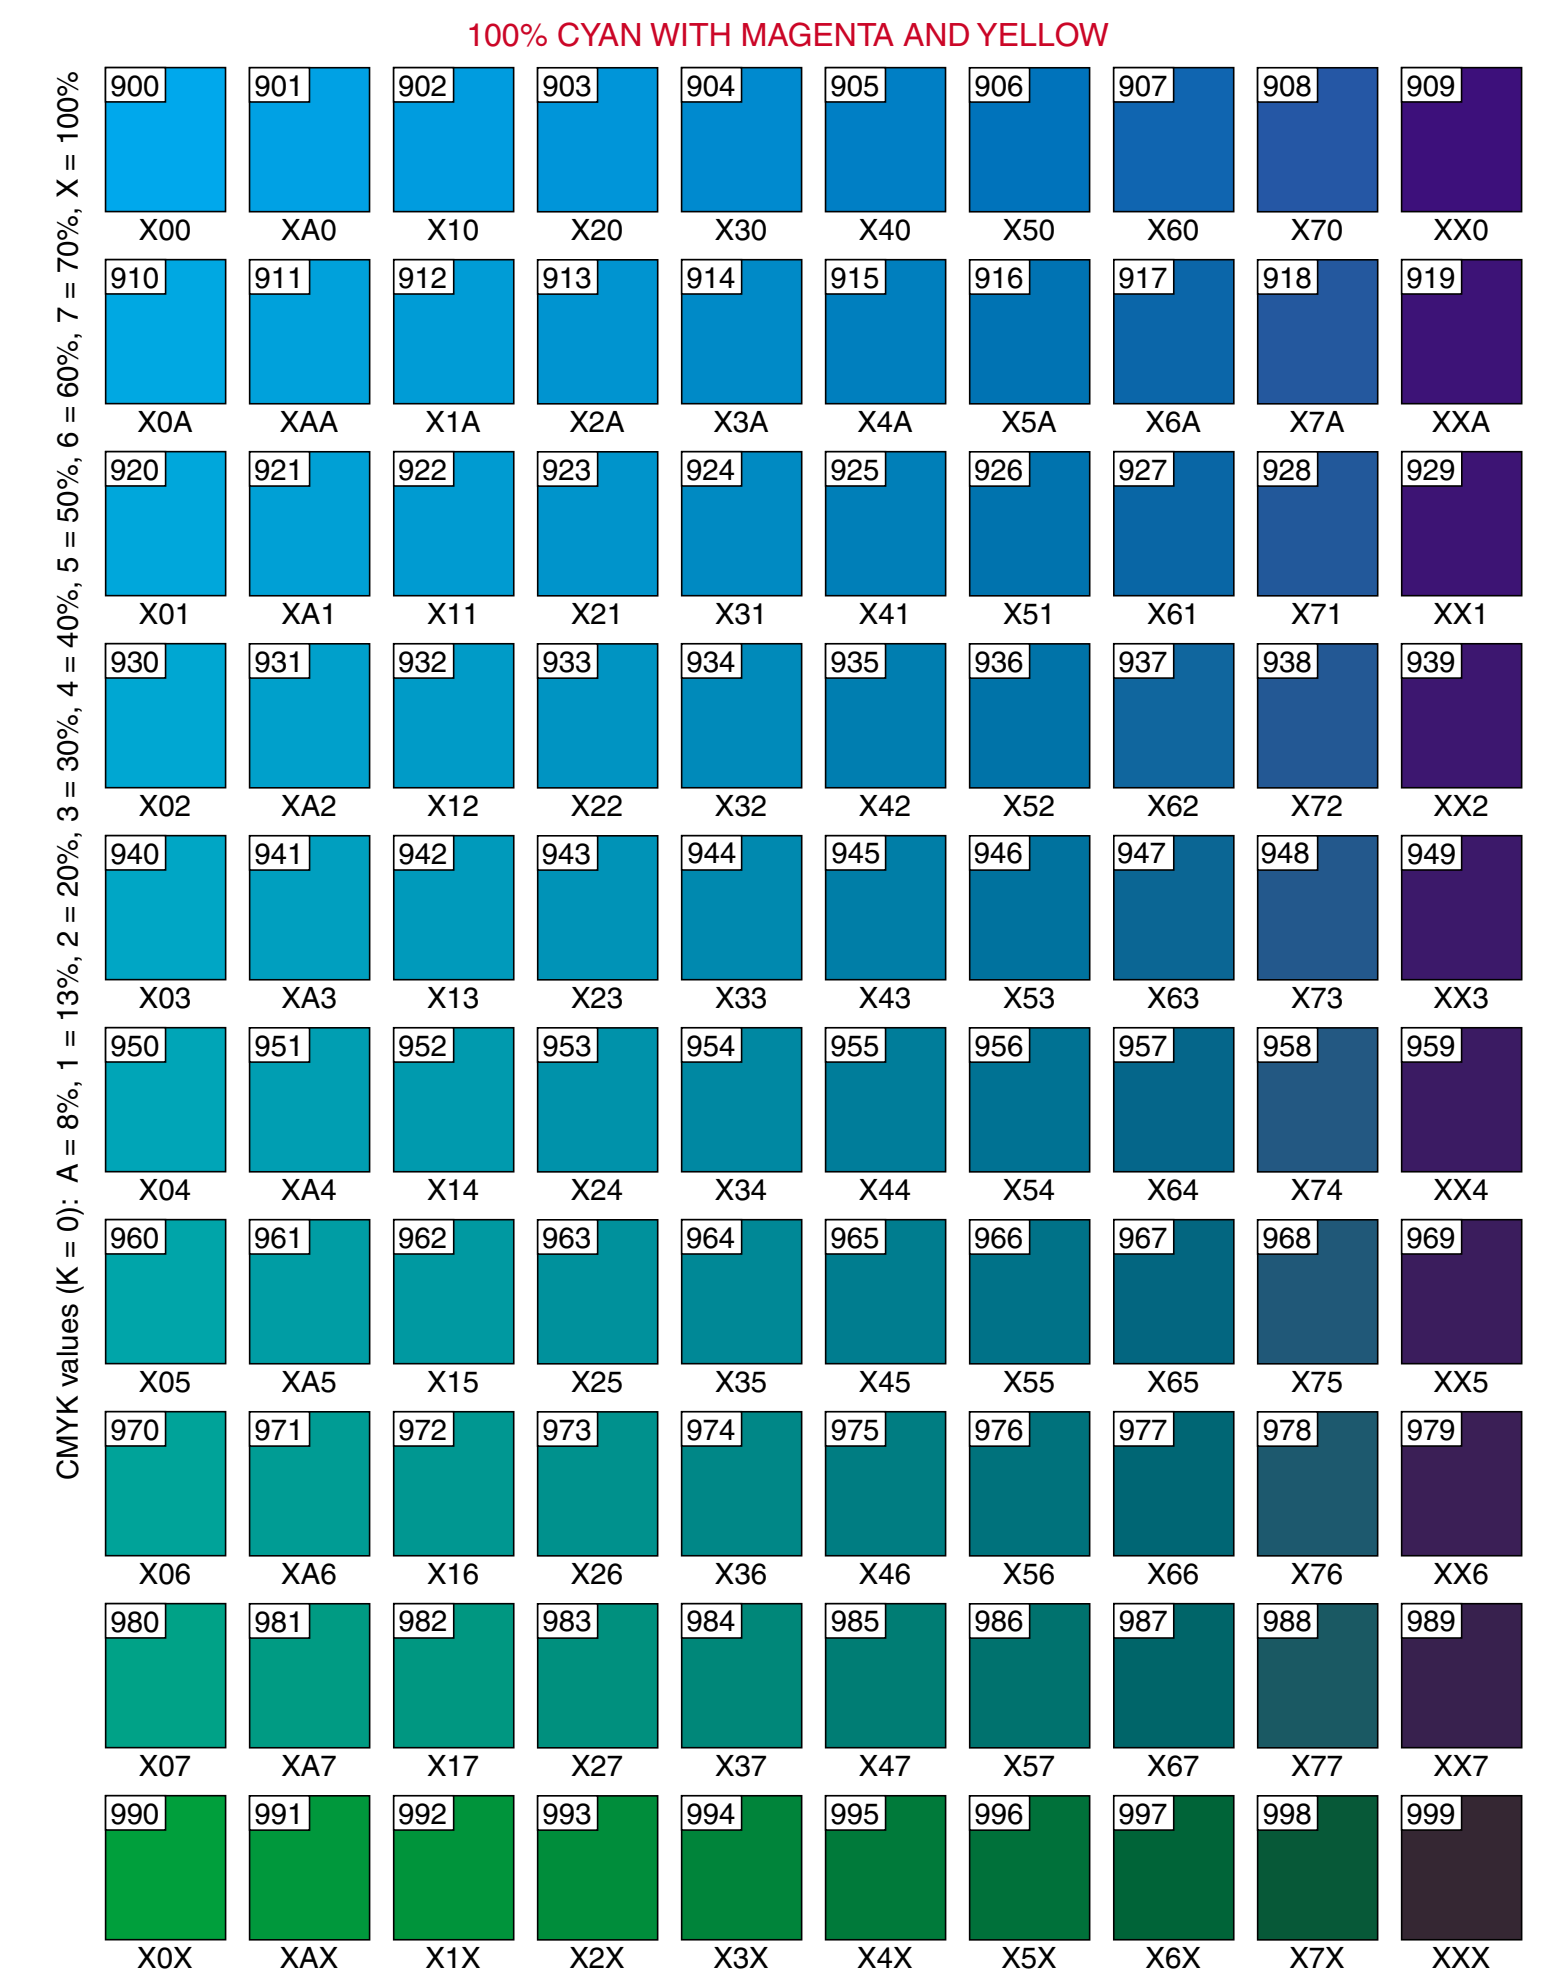 100% CYAN WITH MAGENTA AND YELLOW
CMYK values (K = 0): A = 8%, 1 = 13%, 2 = 20%, 3 = 30%, 4 = 40%, 5 = 50%, 6 = 60%, 7 = 70%, X = 100%
900 901 902 903 904 905 906 907 908 909
X00 XA0 X10 X20 X30 X40 X50 X60 X70 XX0
910 911 912 913 914 915 916 917 918 919
X0A XAA X1A X2A X3A X4A X5A X6A X7A XXA
920 921 922 923 924 925 926 927 928 929
X01 XA1 X11 X21 X31 X41 X51 X61 X71 XX1
930 931 932 933 934 935 936 937 938 939
X02 XA2 X12 X22 X32 X42 X52 X62 X72 XX2
940 941 942 943 944 945 946 947 948 949
X03 XA3 X13 X23 X33 X43 X53 X63 X73 XX3
950 951 952 953 954 955 956 957 958 959
X04 XA4 X14 X24 X34 X44 X54 X64 X74 XX4
960 961 962 963 964 965 966 967 968 969
X05 XA5 X15 X25 X35 X45 X55 X65 X75 XX5
970 971 972 973 974 975 976 977 978 979
X06 XA6 X16 X26 X36 X46 X56 X66 X76 XX6
980 981 982 983 984 985 986 987 988 989
X07 XA7 X17 X27 X37 X47 X57 X67 X77 XX7
990 991 992 993 994 995 996 997 998 999
X0X XAX X1X X2X X3X X4X X5X X6X X7X XXX